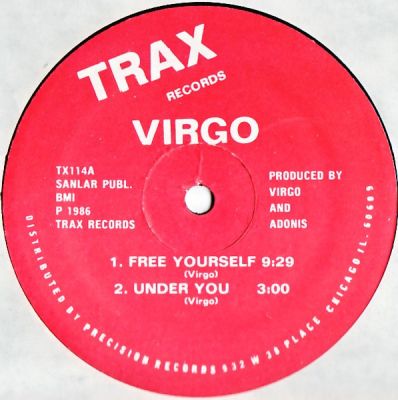 TRAX
RECORDS
VIRGO
TX114A
SANLAR PUBL.
BMI
P 1986
TRAX RECORDS
PRODUCED BY
VIRGO
AND
ADONIS
1. FREE YOURSELF 9:29
(Virgo)
2. UNDER YOU 3:00
(Virgo)
DISTRIBUTED BY PRECISION RECORDS 932 W 38 PLACE CHICAGO IL. 60609